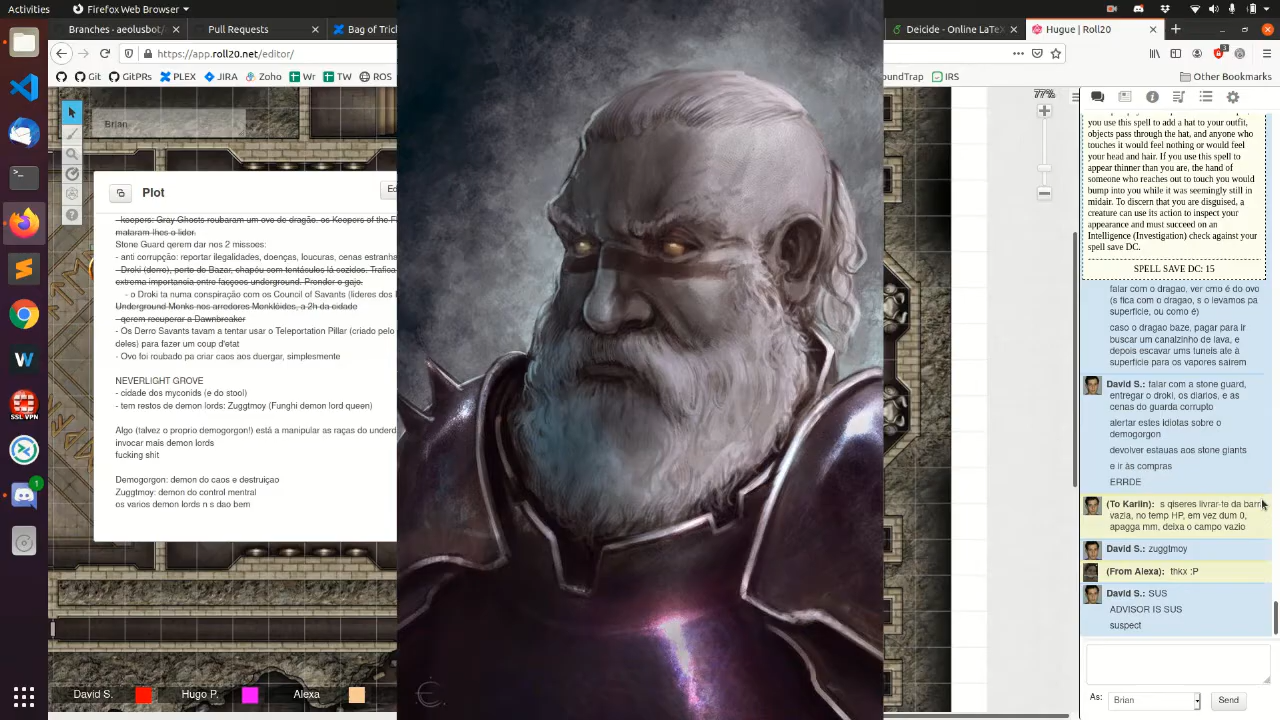 Activities
Firefox Web Browser
Branches - aeolusbot/
Pull Requests
Bag of Tric
Deicide - Online LaTe
Hugue | Roll20
https://app.roll20.net/editor/
Git
GitPRs
PLEX
JIRA
Zoho
Wr
TW
ROS
oundTrap
IRS
Other Bookmarks
77%
Brian
Plot
Ed
- keepers: Gray Ghosts roubaram um ovo de dragão. os Keepers of the F
mataram-lhes o lider.
Stone Guard qerem dar nos 2 missoes:
- anti corrupção: reportar ilegalidades, doenças, loucuras, cenas estranha
- Droki (derro), perto do Bazar, chapéu com tentáculos lá cozidos. Trafica
extrema importancia entre facçoes underground. Prender o gajo.
- o Droki ta numa conspiração com os Council of Savants (lideres dos
Underground Monks nos arredores Monklóides, a 2h da cidade
- qerem recuperar a Dawnbreaker
- Os Derro Savants tavam a tentar usar o Teleportation Pillar (criado pelo
deles) para fazer um coup d'etat
- Ovo foi roubado pa criar caos aos duergar, simplesmente
NEVERLIGHT GROVE
- cidade dos myconids (e do stool)
- tem restos de demon lords: Zuggtmoy (Funghi demon lord queen)
Algo (talvez o proprio demogorgon!) está a manipular as raças do underd
invocar mais demon lords
fucking shit
Demogorgon: demon do caos e destruiçao
Zuggtmoy: demon do control mentral
os varios demon lords n s dao bem
David S.
Hugo P.
Alexa
you use this spell to add a hat to your outfit,
objects pass through the hat, and anyone who
touches it would feel nothing or would feel
your head and hair. If you use this spell to
appear thinner than you are, the hand of
someone who reaches out to touch you would
bump into you while it was seemingly still in
midair. To discern that you are disguised, a
creature can use its action to inspect your
appearance and must succeed on an
Intelligence (Investigation) check against your
spell save DC.
SPELL SAVE DC: 15
falar com o dragao, ver cmo é do ovo
(s fica com o dragao, s o levamos pa
superficie, ou como é)
caso o dragao baze, pagar para ir
buscar um canalzinho de lava, e
depois escavar ums tuneis ate à
superficie para os vapores sairem
David S.: falar com a stone guard,
entregar o droki, os diarios, e as
cenas do guarda corrupto
alertar estes idiotas sobre o
demogorgon
devolver estauas aos stone giants
e ir às compras
ERRDE
(To Karlin): s qiseres livrar-te da barr
vazia, no temp HP, em vez dum 0,
apagga mm, deixa o campo vazio
David S.: zuggtmoy
(From Alexa): thkx :P
David S.: SUS
ADVISOR IS SUS
suspect
As:
Brian
Send
SSL VPN
1
3